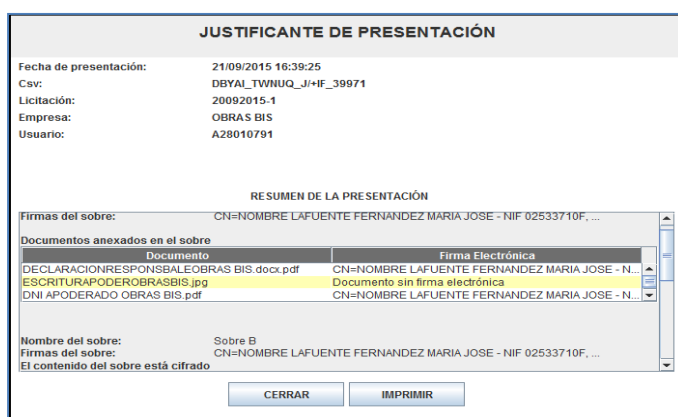 JUSTIFICANTE DE PRESENTACIÓN
Fecha de presentación: 21/09/2015 16:39:25
Csv: DBYAI_TWNUQ_J/+IF_39971
Licitación: 20092015-1
Empresa: OBRAS BIS
Usuario: A28010791
RESUMEN DE LA PRESENTACIÓN
Firmas del sobre: CN=NOMBRE LAFUENTE FERNANDEZ MARIA JOSE - NIF 02533710F, ...
Documentos anexados en el sobre
Documento Firma Electrónica
DECLARACIONRESPONSBALEOBRAS BIS.docx.pdf CN=NOMBRE LAFUENTE FERNANDEZ MARIA JOSE - N...
ESCRITURAPODEROBRASBIS.jpg Documento sin firma electrónica
DNI APODERADO OBRAS BIS.pdf CN=NOMBRE LAFUENTE FERNANDEZ MARIA JOSE - N...
Nombre del sobre: Sobre B
Firmas del sobre: CN=NOMBRE LAFUENTE FERNANDEZ MARIA JOSE - NIF 02533710F, ...
El contenido del sobre está cifrado
CERRAR IMPRIMIR